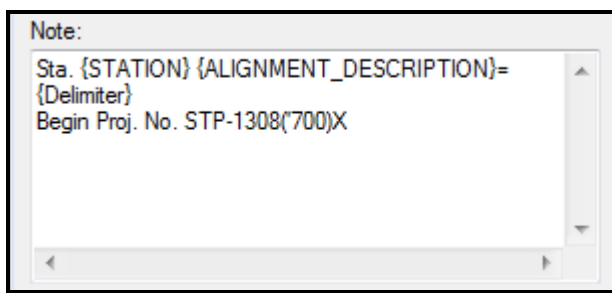 Note:
Sta. {STATION} {ALIGNMENT_DESCRIPTION}=
{Delimiter}
Begin Proj. No. STP-1308("700)X